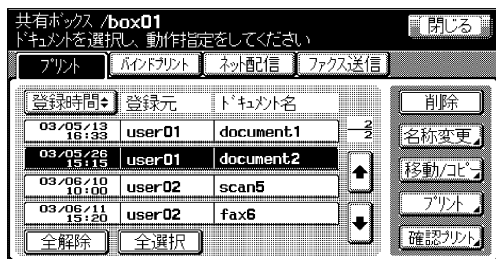 共有ボックス /box01
閉じる
ドキュメントを選択し、動作指定をしてください
プリント バインドプリント ネット配信 ファクス送信
登録時間 登録元 ドキュメント名
削除
03/05/13 16:33 user01 document1
2/2
名称変更
03/05/26 15:15 user01 document2
移動/コピー
03/06/10 10:00 user02 scan5
プリント
03/06/11 15:20 user02 fax6
全解除 全選択
確認プリント